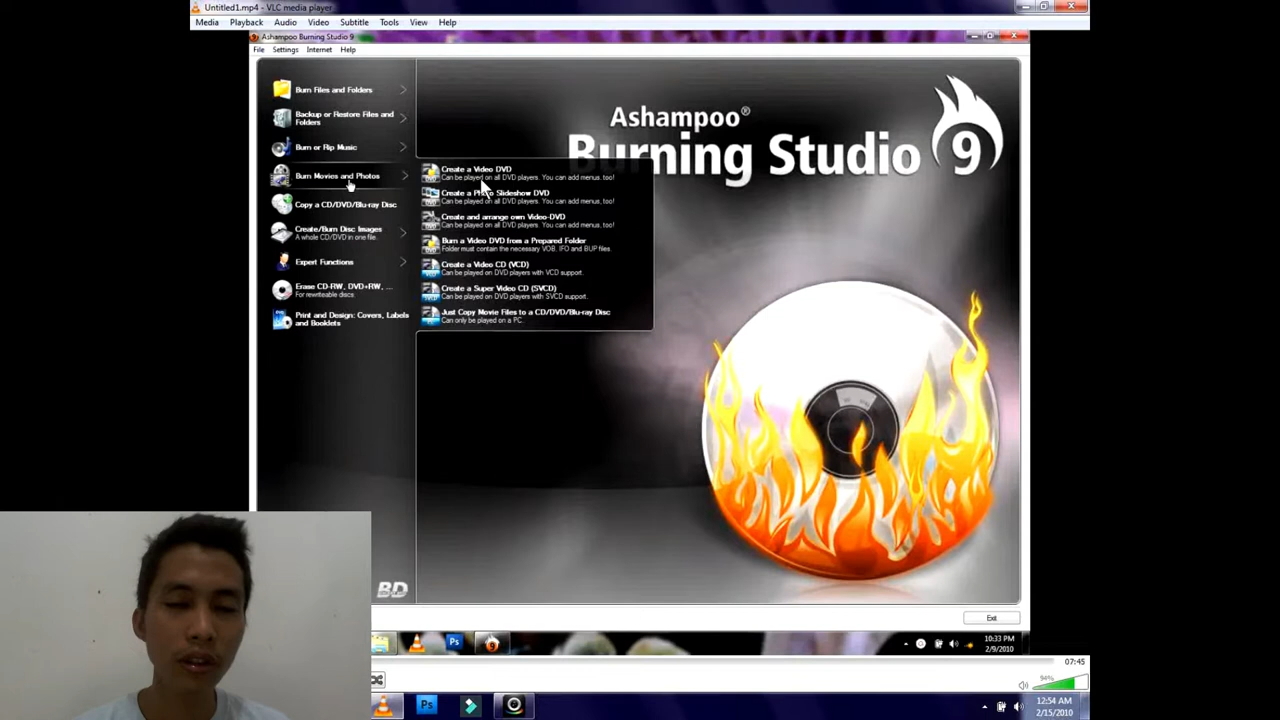 Untitled1.mp4 - VLC media player
Media Playback Audio Video Subtitle Tools View Help
Ashampoo Burning Studio 9
File Settings Internet Help
Burn Files and Folders
Backup or Restore Files and
Folders
Burn or Rip Music
Burn Movies and Photos
Copy a CD/DVD/Blu-ray Disc
Create/Burn Disc Images
A whole CD/DVD in one file.
Expert Functions
Erase CD-RW, DVD+RW, ...
For rewriteable discs.
Print and Design: Covers, Labels
and Booklets
Create a Video DVD
Can be played on all DVD players. You can add menus, too!
Create a Photo Slideshow DVD
Can be played on all DVD players. You can add menus, too!
Create and arrange own Video-DVD
Can be played on all DVD players. You can add menus, too!
Burn a Video DVD from a Prepared Folder
Folder must contain the necessary VOB, IFO and BUP files.
Create a Video CD (VCD)
Can be played on DVD players with VCD support.
Create a Super Video CD (SVCD)
Can be played on DVD players with SVCD support.
Just Copy Movie Files to a CD/DVD/Blu-ray Disc
Can only be played on a PC.
Ashampoo®
Burning Studio 9
BD
Exit
Ps
9
10:33 PM
2/9/2010
07:45
94%
Ps
12:54 AM
2/15/2010